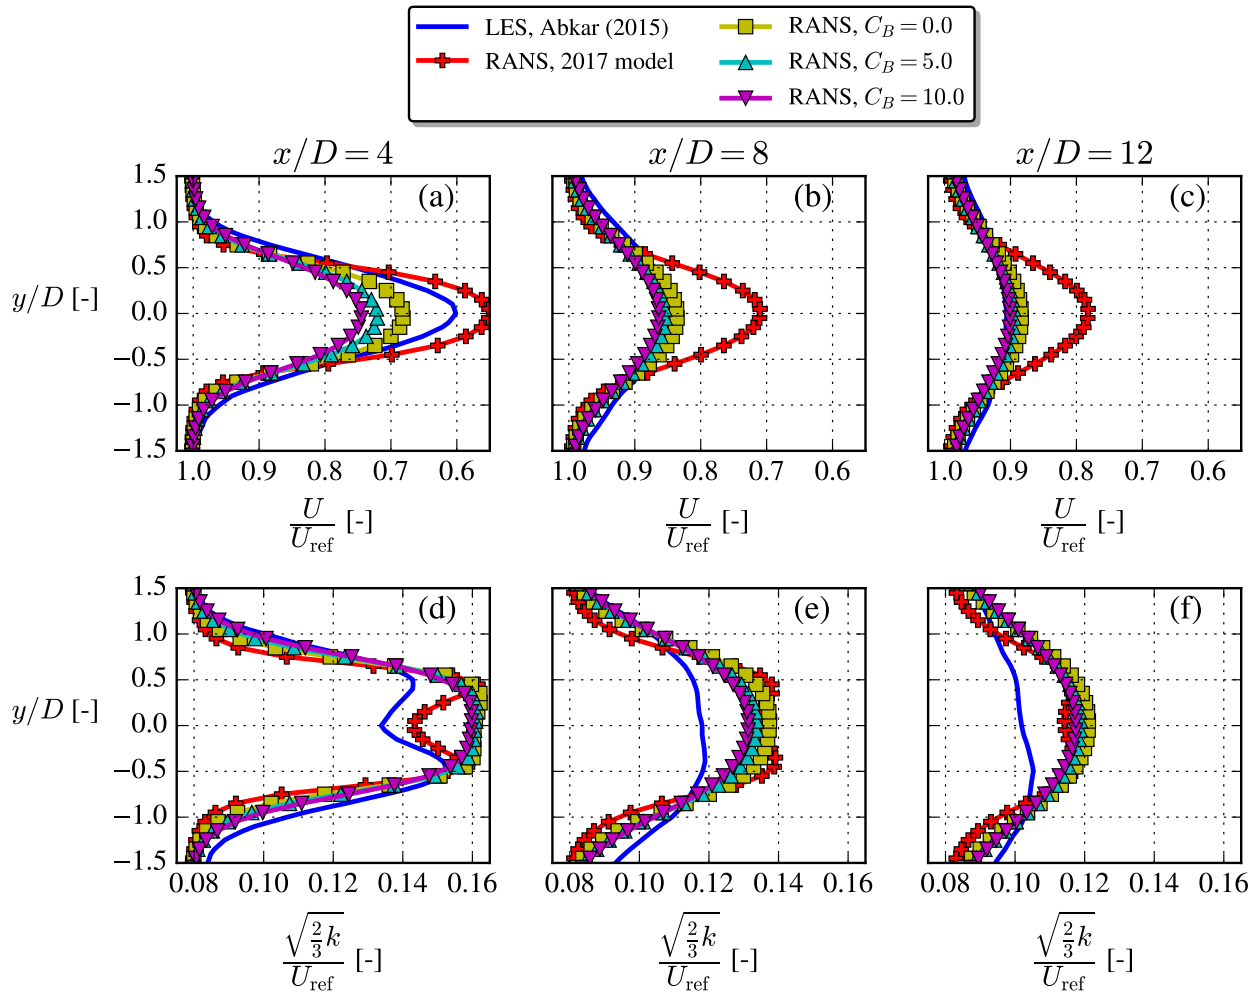 LES, Abkar (2015)
RANS, 2017 model
RANS, C_B = 0.0
RANS, C_B = 5.0
RANS, C_B = 10.0
x/D = 4
x/D = 8
x/D = 12
1.5
1.0
0.5
0.0
−0.5
−1.0
−1.5
y/D [-]
(a)
(b)
(c)
1.0 0.9 0.8 0.7 0.6
1.0 0.9 0.8 0.7 0.6
1.0 0.9 0.8 0.7 0.6
U/U_ref [-]
U/U_ref [-]
U/U_ref [-]
1.5
1.0
0.5
0.0
−0.5
−1.0
−1.5
y/D [-]
(d)
(e)
(f)
0.08 0.10 0.12 0.14 0.16
0.08 0.10 0.12 0.14 0.16
0.08 0.10 0.12 0.14 0.16
√(2/3 k)/U_ref [-]
√(2/3 k)/U_ref [-]
√(2/3 k)/U_ref [-]